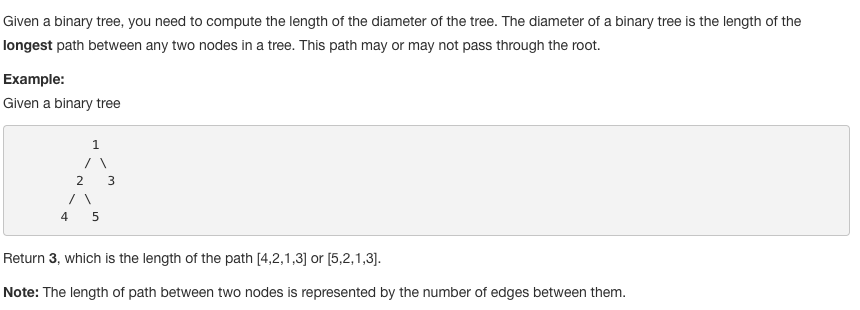 Given a binary tree, you need to compute the length of the diameter of the tree. The diameter of a binary tree is the length of the
longest path between any two nodes in a tree. This path may or may not pass through the root.
Example:
Given a binary tree
1
/ \
2 3
/ \
4 5
Return 3, which is the length of the path [4,2,1,3] or [5,2,1,3].
Note: The length of path between two nodes is represented by the number of edges between them.